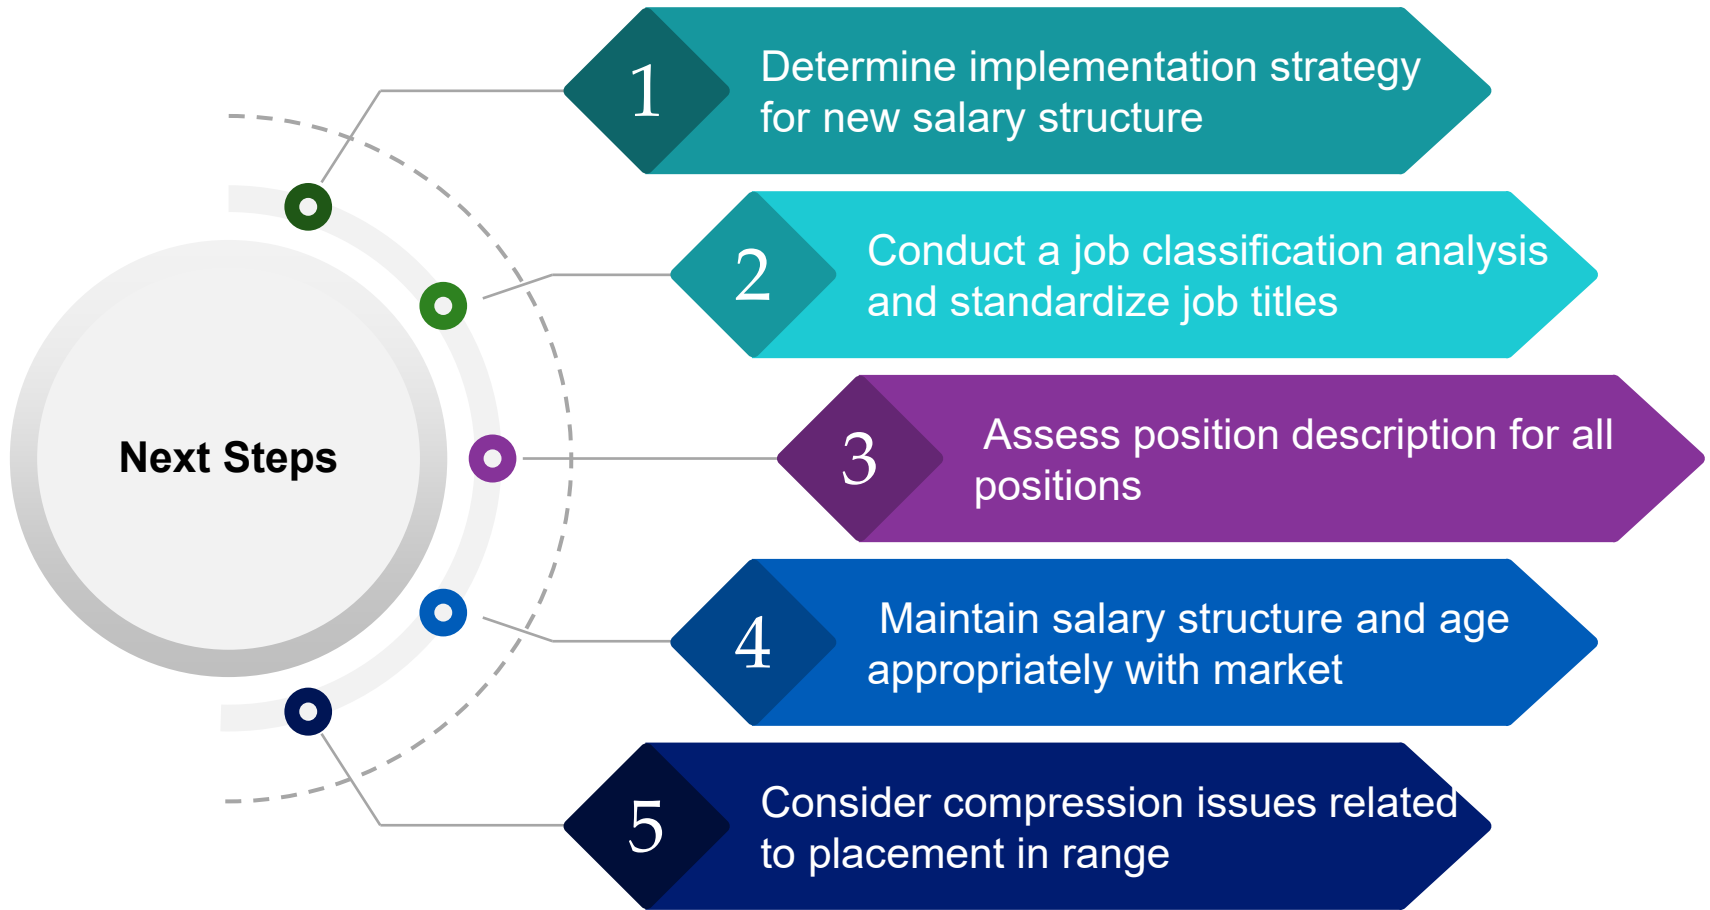 1
Determine implementation strategy
for new salary structure
2
Conduct a job classification analysis
and standardize job titles
Next Steps
3
Assess position description for all
positions
4
Maintain salary structure and age
appropriately with market
5
Consider compression issues related
to placement in range